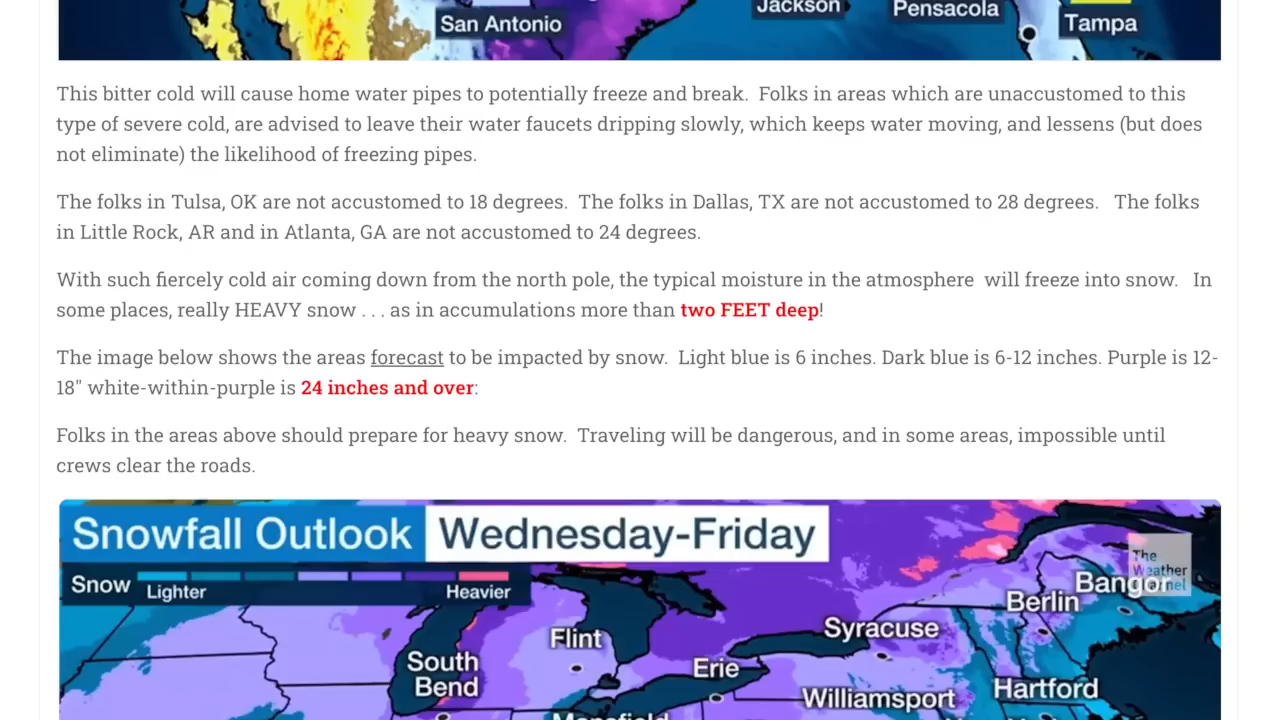 San Antonio
Jackson
Pensacola
Tampa
This bitter cold will cause home water pipes to potentially freeze and break.  Folks in areas which are unaccustomed to this
type of severe cold, are advised to leave their water faucets dripping slowly, which keeps water moving, and lessens (but does
not eliminate) the likelihood of freezing pipes.
The folks in Tulsa, OK are not accustomed to 18 degrees.  The folks in Dallas, TX are not accustomed to 28 degrees.   The folks
in Little Rock, AR and in Atlanta, GA are not accustomed to 24 degrees.
With such fiercely cold air coming down from the north pole, the typical moisture in the atmosphere  will freeze into snow.   In
some places, really HEAVY snow . . . as in accumulations more than two FEET deep!
The image below shows the areas forecast to be impacted by snow.  Light blue is 6 inches. Dark blue is 6-12 inches. Purple is 12-
18" white-within-purple is 24 inches and over:
Folks in the areas above should prepare for heavy snow.  Traveling will be dangerous, and in some areas, impossible until
crews clear the roads.
Snowfall Outlook Wednesday-Friday
The
Weather
Channel
Snow Lighter Heavier
Bangor
Berlin
Syracuse
Flint
South
Bend
Erie
Williamsport
Hartford
Mansfield